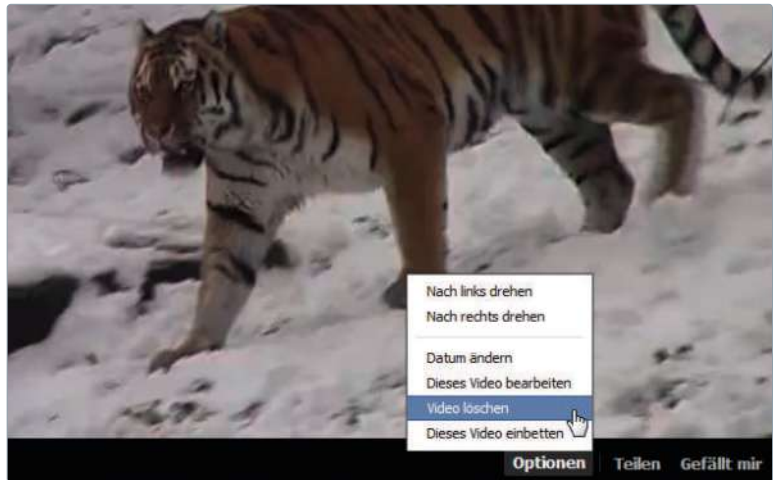 Nach links drehen
Nach rechts drehen
Datum ändern
Dieses Video bearbeiten
Video löschen
Dieses Video einbetten
Optionen Teilen Gefällt mir